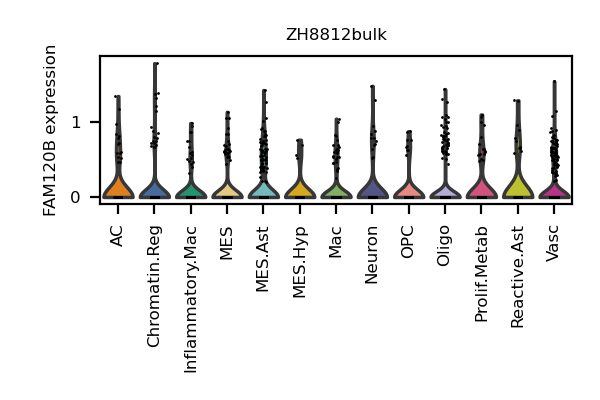 ZH8812bulk
FAM120B expression
1
0
AC
Chromatin.Reg
Inflammatory.Mac
MES
MES.Ast
MES.Hyp
Mac
Neuron
OPC
Oligo
Prolif.Metab
Reactive.Ast
Vasc